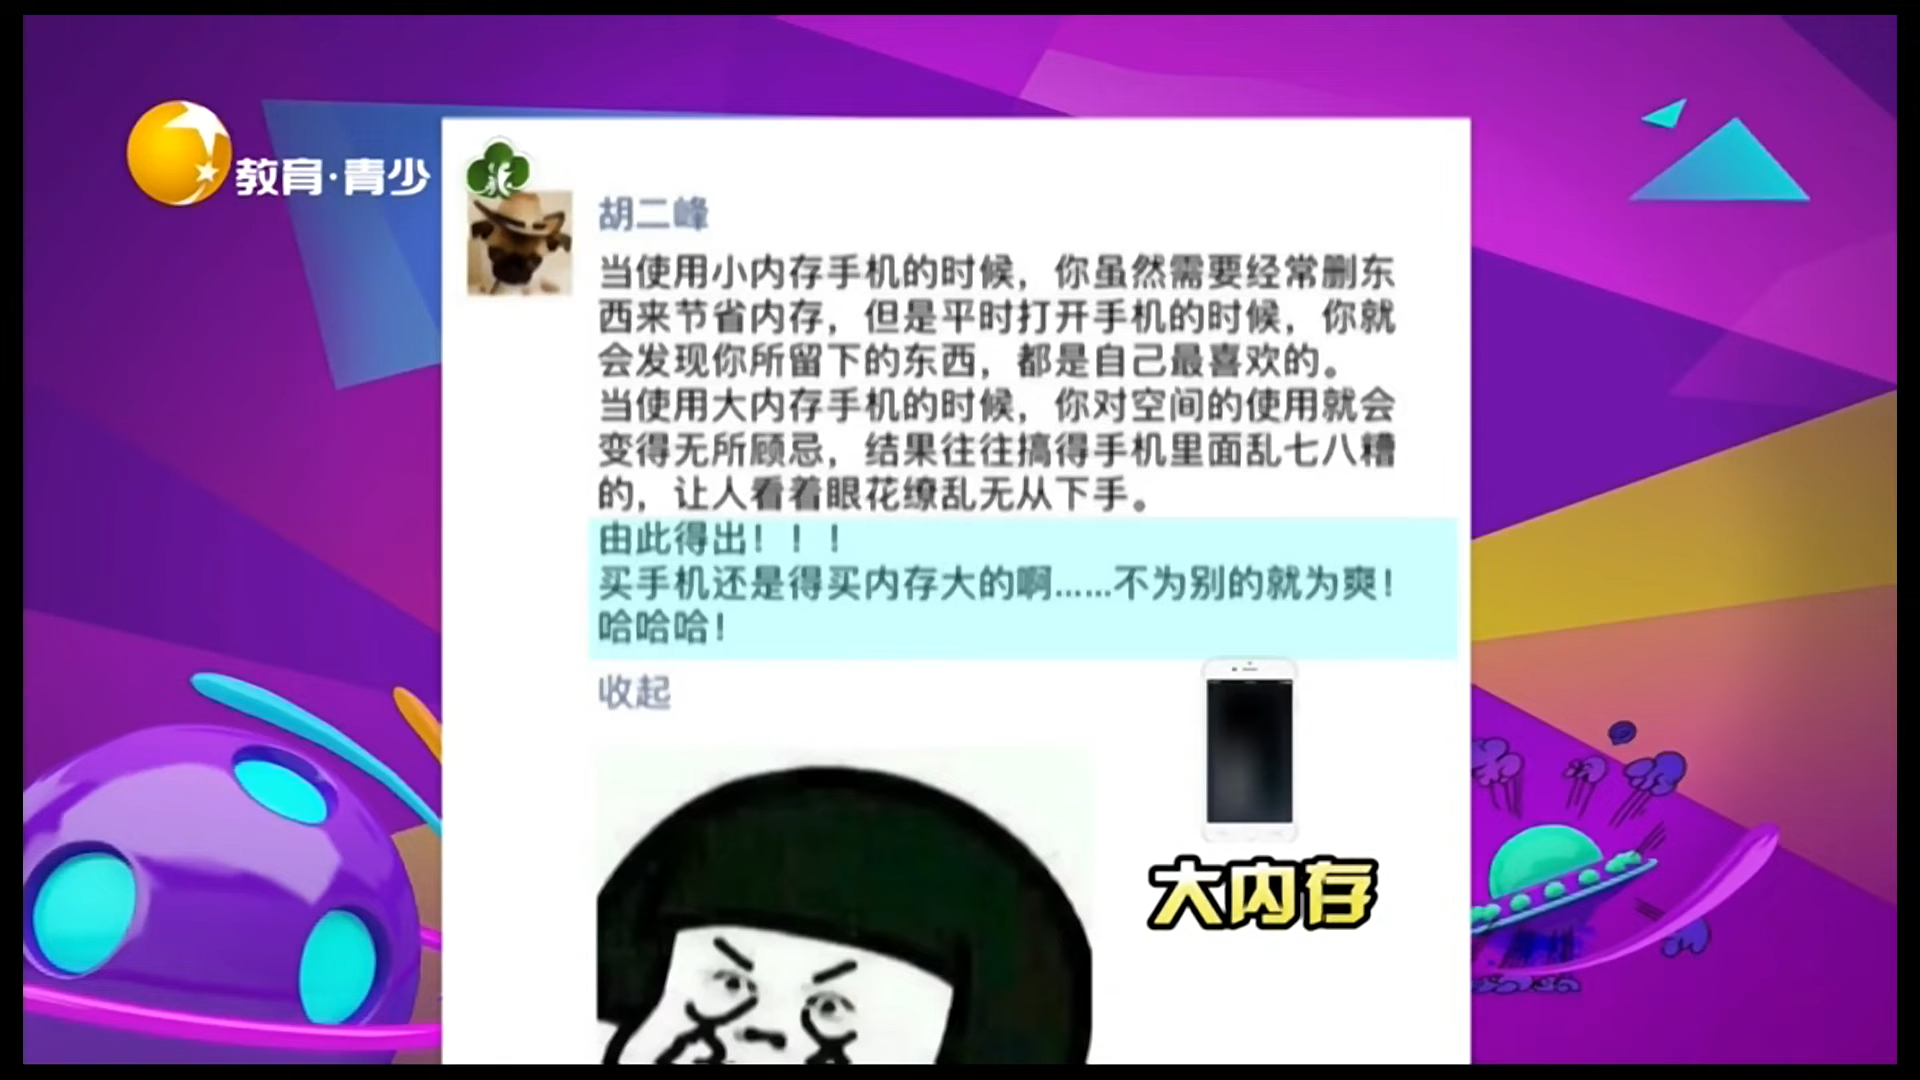 教育·青少
胡二峰
当使用小内存手机的时候，你虽然需要经常删东
西来节省内存，但是平时打开手机的时候，你就
会发现你所留下的东西，都是自己最喜欢的。
当使用大内存手机的时候，你对空间的使用就会
变得无所顾忌，结果往往搞得手机里面乱七八糟
的，让人看着眼花缭乱无从下手。
由此得出！！！
买手机还是得买内存大的啊……不为别的就为爽！
哈哈哈！
收起
大内存